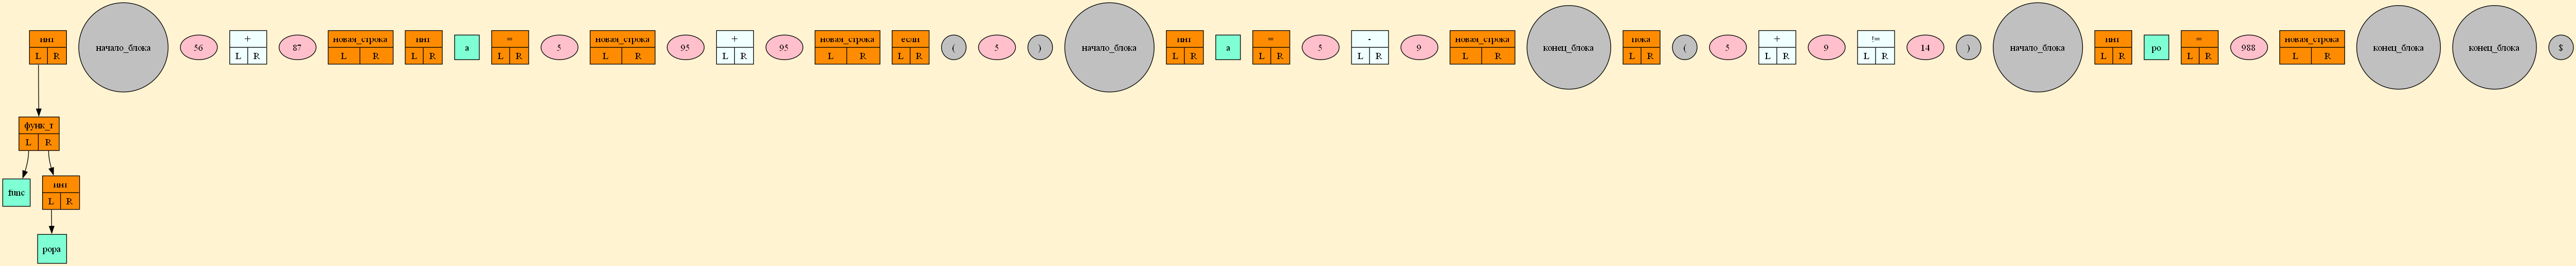 инт начало_блока 56 + 87 новая_строка инт a = 5 новая_строка 95 + 95 новая_строка если ( 5 ) начало_блока инт a = 5 - 9 новая_строка конец_блока пока ( 5 + 9 != 14 ) начало_блока инт po = 988 новая_строка конец_блока конец_блока $
L R L R L R L R L R L R L R L R L R L R L R L R L R L R L R L R L R L R
функ_т
L R
func инт
L R
popa